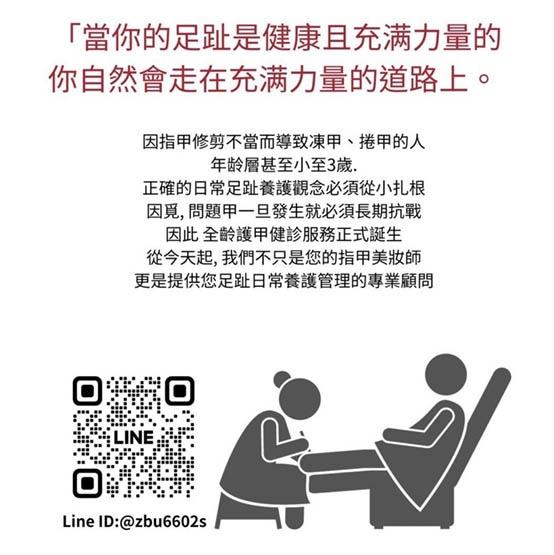 「當你的足趾是健康且充满力量的
你自然會走在充满力量的道路上。
因指甲修剪不當而導致凍甲、捲甲的人
年齡層甚至小至3歲.
正確的日常足趾養護觀念必須從小扎根
因覓, 問題甲一旦發生就必須長期抗戰
因此 全齡護甲健診服務正式誕生
從今天起, 我們不只是您的指甲美妝師
更是提供您足趾日常養護管理的專業顧問
LINE
Line ID:@zbu6602s